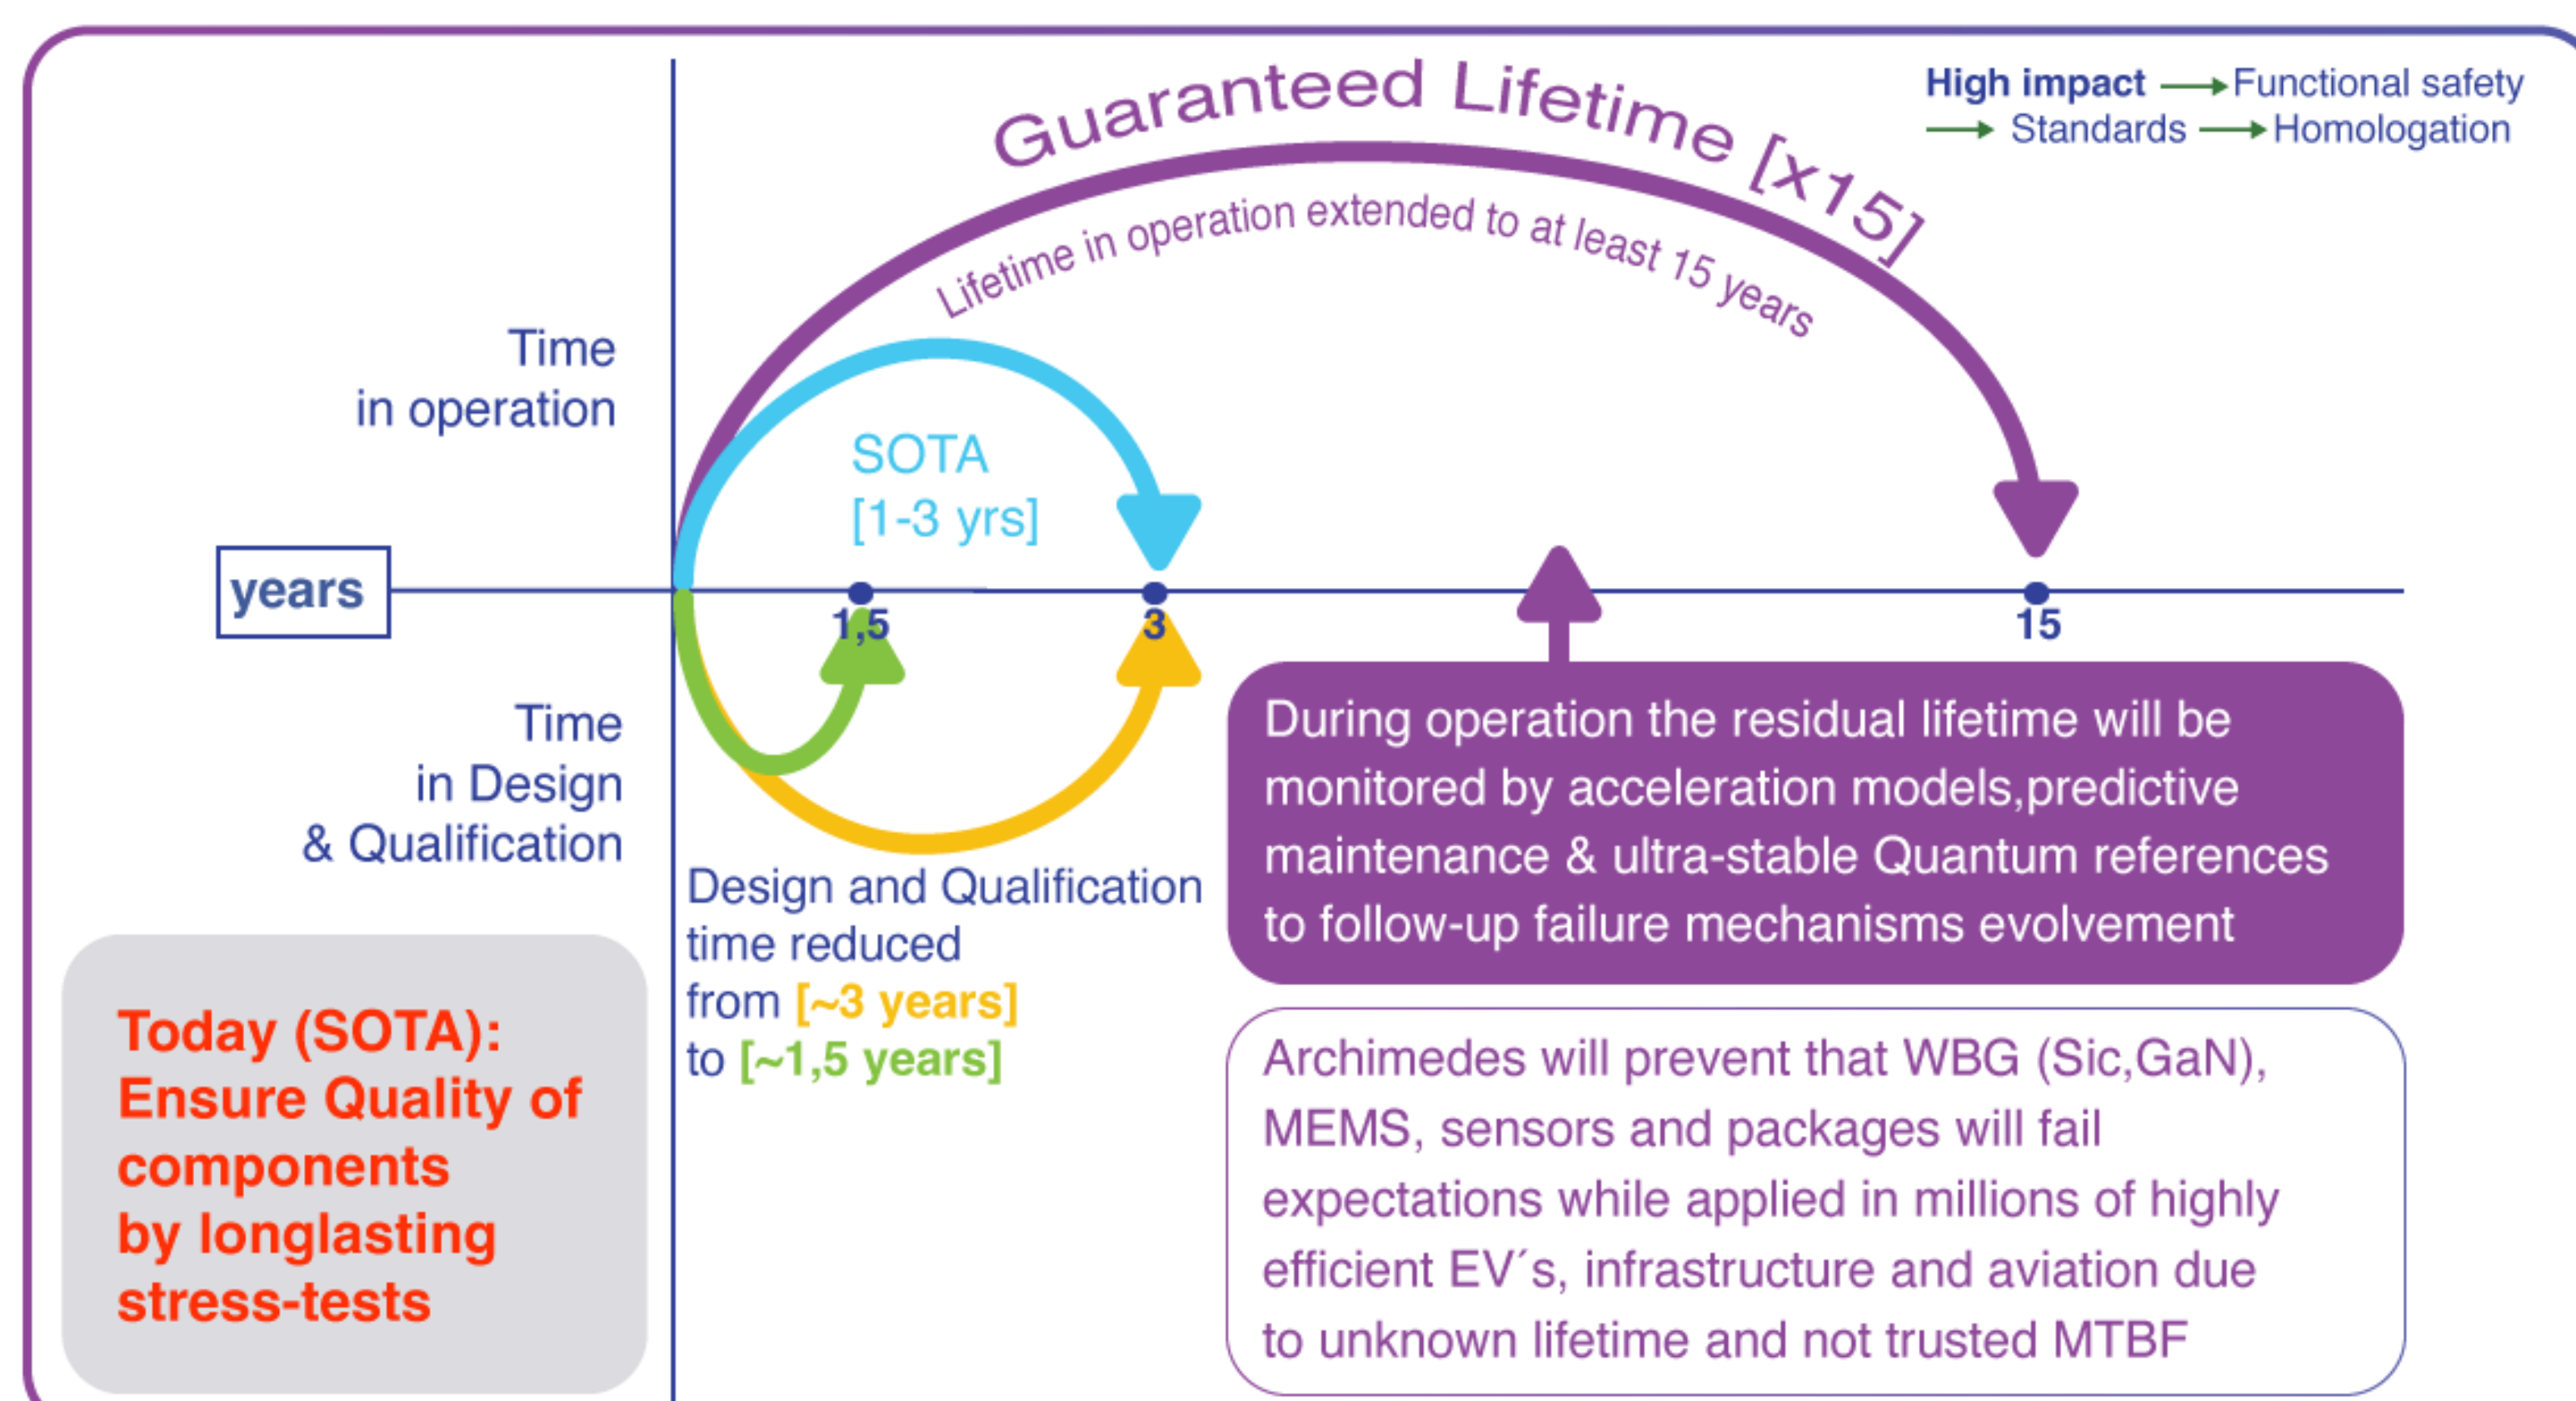 Guaranteed Lifetime [x15]
Lifetime in operation extended to at least 15 years
High impact → Functional safety
→ Standards → Homologation
Time
in operation
SOTA
[1-3 yrs]
years
1,5
3
15
Time
in Design
& Qualification
Design and Qualification
time reduced
from [~3 years]
to [~1,5 years]
During operation the residual lifetime will be
monitored by acceleration models,predictive
maintenance & ultra-stable Quantum references
to follow-up failure mechanisms evolvement
Today (SOTA):
Ensure Quality of
components
by longlasting
stress-tests
Archimedes will prevent that WBG (Sic,GaN),
MEMS, sensors and packages will fail
expectations while applied in millions of highly
efficient EV´s, infrastructure and aviation due
to unknown lifetime and not trusted MTBF